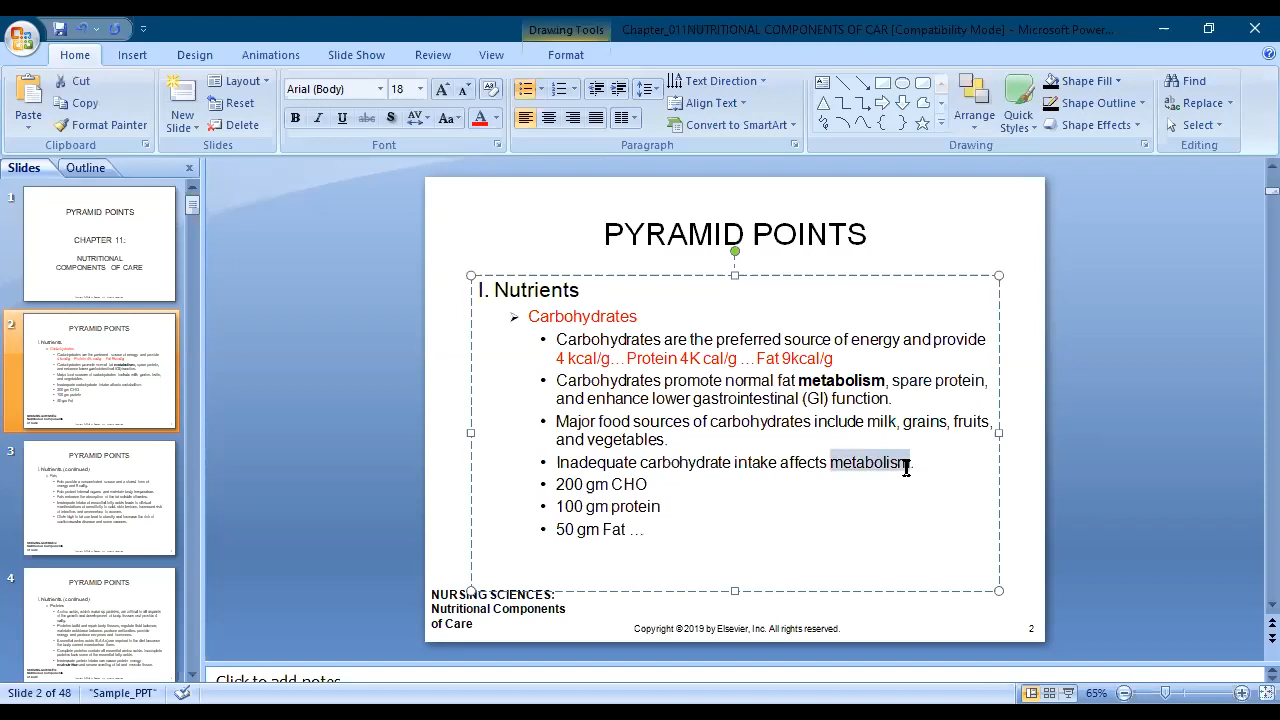 Drawing Tools Chapter_011NUTRITIONAL COMPONENTS OF CAR [Compatibility Mode] - Microsoft Power...
Home Insert Design Animations Slide Show Review View Format
Paste Cut Copy Format Painter
Clipboard
New Slide Layout Reset Delete
Slides
Arial (Body) 18
B I U abc S AV Aa A
Font
Text Direction
Align Text
Convert to SmartArt
Paragraph
Arrange Quick Styles
Shape Fill
Shape Outline
Shape Effects
Drawing
Find
Replace
Select
Editing
Slides Outline
1
PYRAMID POINTS
CHAPTER 11:
NUTRITIONAL
COMPONENTS OF CARE
2
PYRAMID POINTS
3
PYRAMID POINTS
4
PYRAMID POINTS
PYRAMID POINTS
I. Nutrients
Carbohydrates
• Carbohydrates are the preferred source of energy and provide
4 kcal/g…Protein 4K cal/g …Fat 9kcal/g
• Carbohydrates promote normal fat metabolism, spare protein,
and enhance lower gastrointestinal (GI) function.
• Major food sources of carbohydrates include milk, grains, fruits,
and vegetables.
• Inadequate carbohydrate intake affects metabolism.
• 200 gm CHO
• 100 gm protein
• 50 gm Fat …
NURSING SCIENCES:
Nutritional Components
of Care
Copyright © 2019 by Elsevier, Inc. All rights reserved.
2
Click to add notes
Slide 2 of 48 "Sample_PPT" 65%